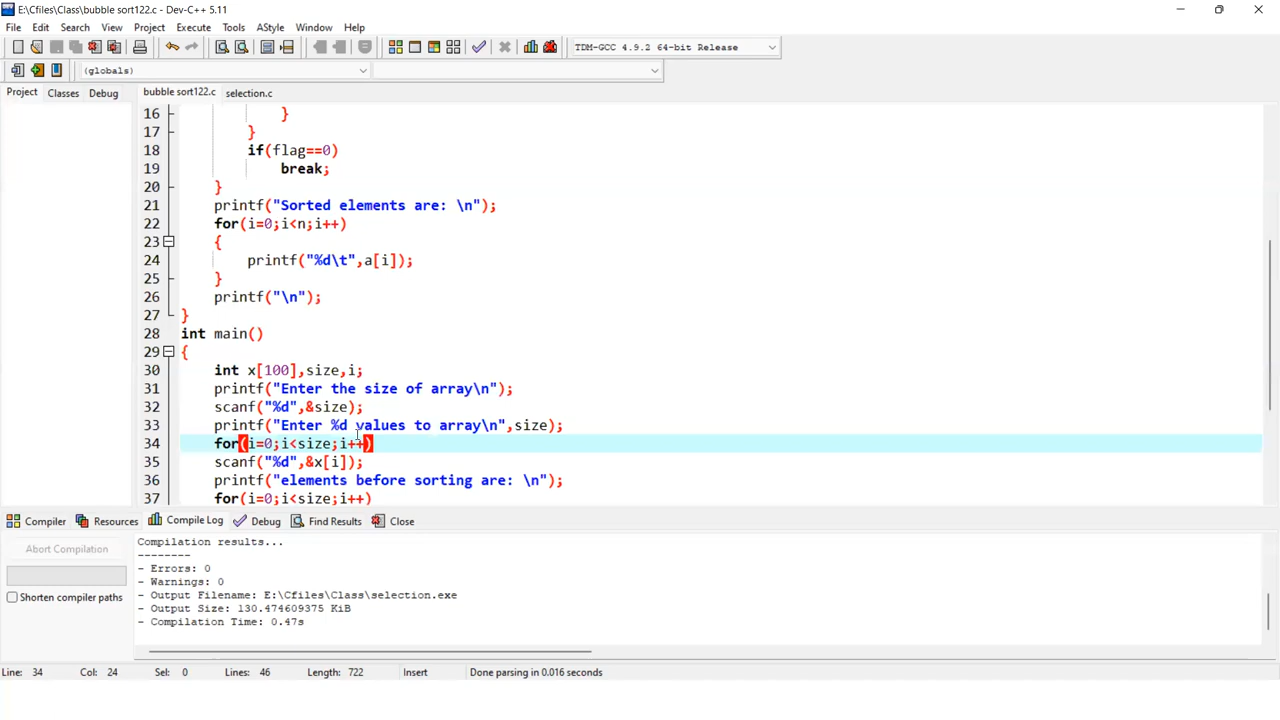 E:\Cfiles\Class\bubble sort122.c - Dev-C++ 5.11
File Edit Search View Project Execute Tools AStyle Window Help
TDM-GCC 4.9.2 64-bit Release
(globals)
Project Classes Debug
bubble sort122.c selection.c
16 }
17 }
18 if(flag==0)
19 break;
20 }
21 printf("Sorted elements are: \n");
22 for(i=0;i<n;i++)
23 {
24 printf("%d\t",a[i]);
25 }
26 printf("\n");
27 }
28 int main()
29 {
30 int x[100],size,i;
31 printf("Enter the size of array\n");
32 scanf("%d",&size);
33 printf("Enter %d values to array\n",size);
34 for(i=0;i<size;i++)
35 scanf("%d",&x[i]);
36 printf("elements before sorting are: \n");
37 for(i=0;i<size;i++)
Compiler Resources Compile Log Debug Find Results Close
Abort Compilation
Shorten compiler paths
Compilation results...
--------
- Errors: 0
- Warnings: 0
- Output Filename: E:\Cfiles\Class\selection.exe
- Output Size: 130.474609375 KiB
- Compilation Time: 0.47s
Line: 34 Col: 24 Sel: 0 Lines: 46 Length: 722 Insert Done parsing in 0.016 seconds